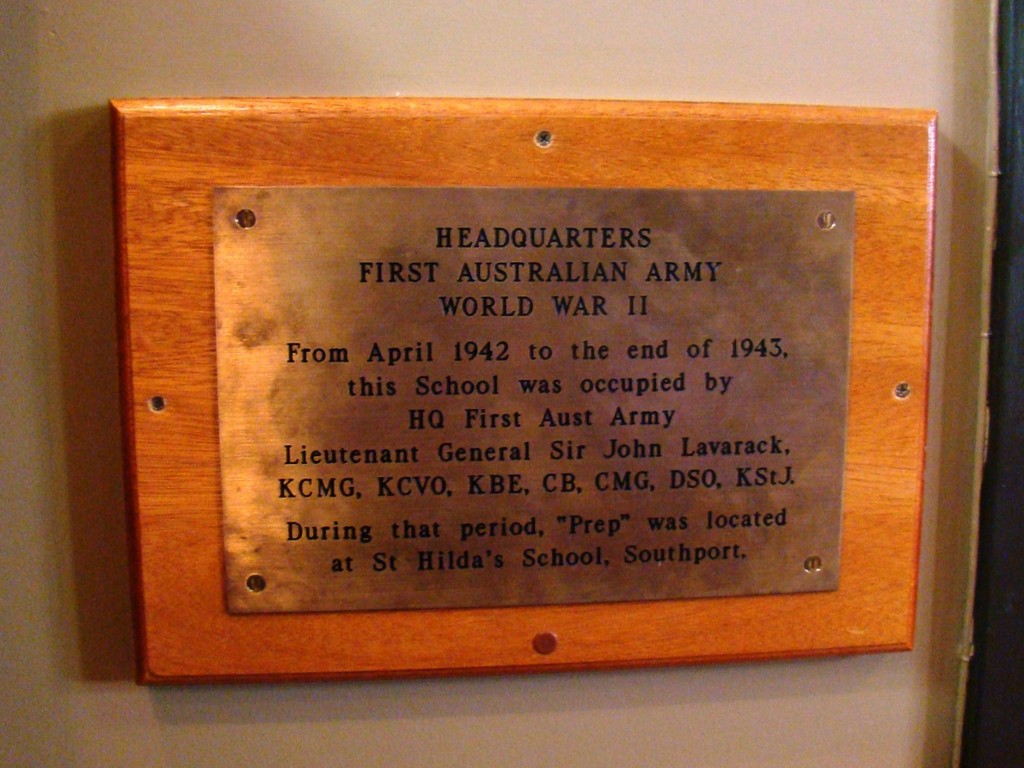 HEADQUARTERS
FIRST AUSTRALIAN ARMY
WORLD WAR II
From April 1942 to the end of 1943,
this School was occupied by
HQ First Aust Army
Lieutenant General Sir John Lavarack,
KCMG, KCVO, KBE, CB, CMG, DSO, KStJ.
During that period, "Prep" was located
at St Hilda's School, Southport.